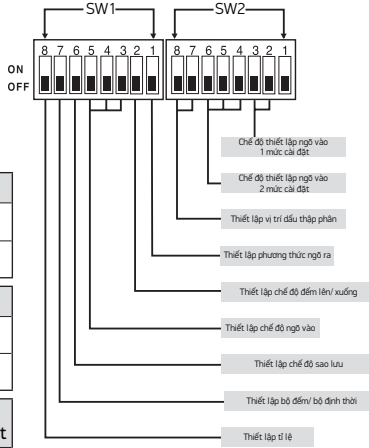 SW1
SW2
8 7 6 5 4 3 2 1
8 7 6 5 4 3 2 1
ON
OFF
Chế độ thiết lập ngõ vào
1 mức cài đặt
Chế độ thiết lập ngõ vào
2 mức cài đặt
Thiết lập vị trí dấu thập phân
Thiết lập phương thức ngõ ra
Thiết lập chế độ đếm lên/ xuống
Thiết lập chế độ ngõ vào
Thiết lập chế độ sao lưu
Thiết lập bộ đếm/ bộ định thời
Thiết lập tỉ lệ
t